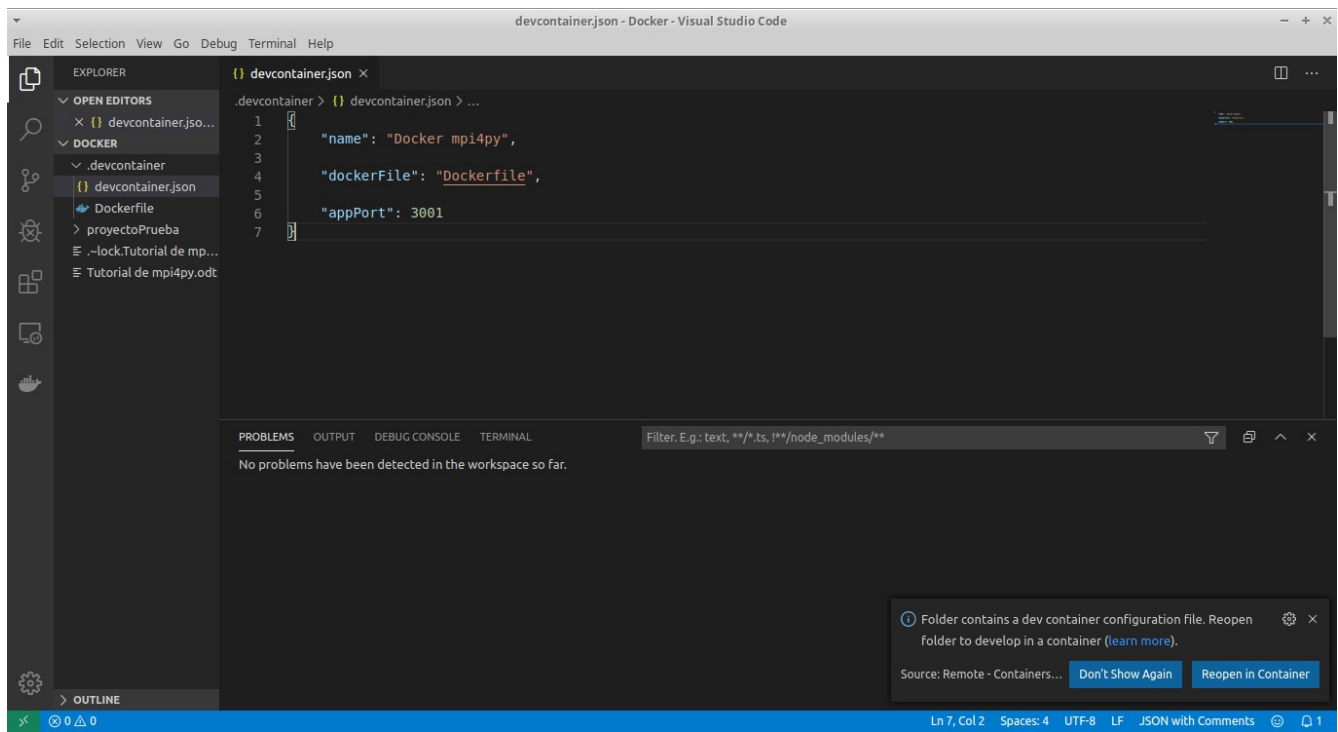 devcontainer.json - Docker - Visual Studio Code
File Edit Selection View Go Debug Terminal Help
EXPLORER
OPEN EDITORS
{} devcontainer.jso...
DOCKER
.devcontainer
{} devcontainer.json
Dockerfile
proyectoPrueba
.~lock.Tutorial de mp...
Tutorial de mpi4py.odt
OUTLINE
{} devcontainer.json
.devcontainer > {} devcontainer.json > ...
1 {
2 "name": "Docker mpi4py",
3
4 "dockerFile": "Dockerfile",
5
6 "appPort": 3001
7 }
PROBLEMS OUTPUT DEBUG CONSOLE TERMINAL
Filter. E.g.: text, **/*.ts, !**/node_modules/**
No problems have been detected in the workspace so far.
Folder contains a dev container configuration file. Reopen
folder to develop in a container (learn more).
Source: Remote - Containers... Don't Show Again Reopen in Container
0 0 Ln 7, Col 2 Spaces: 4 UTF-8 LF JSON with Comments 1